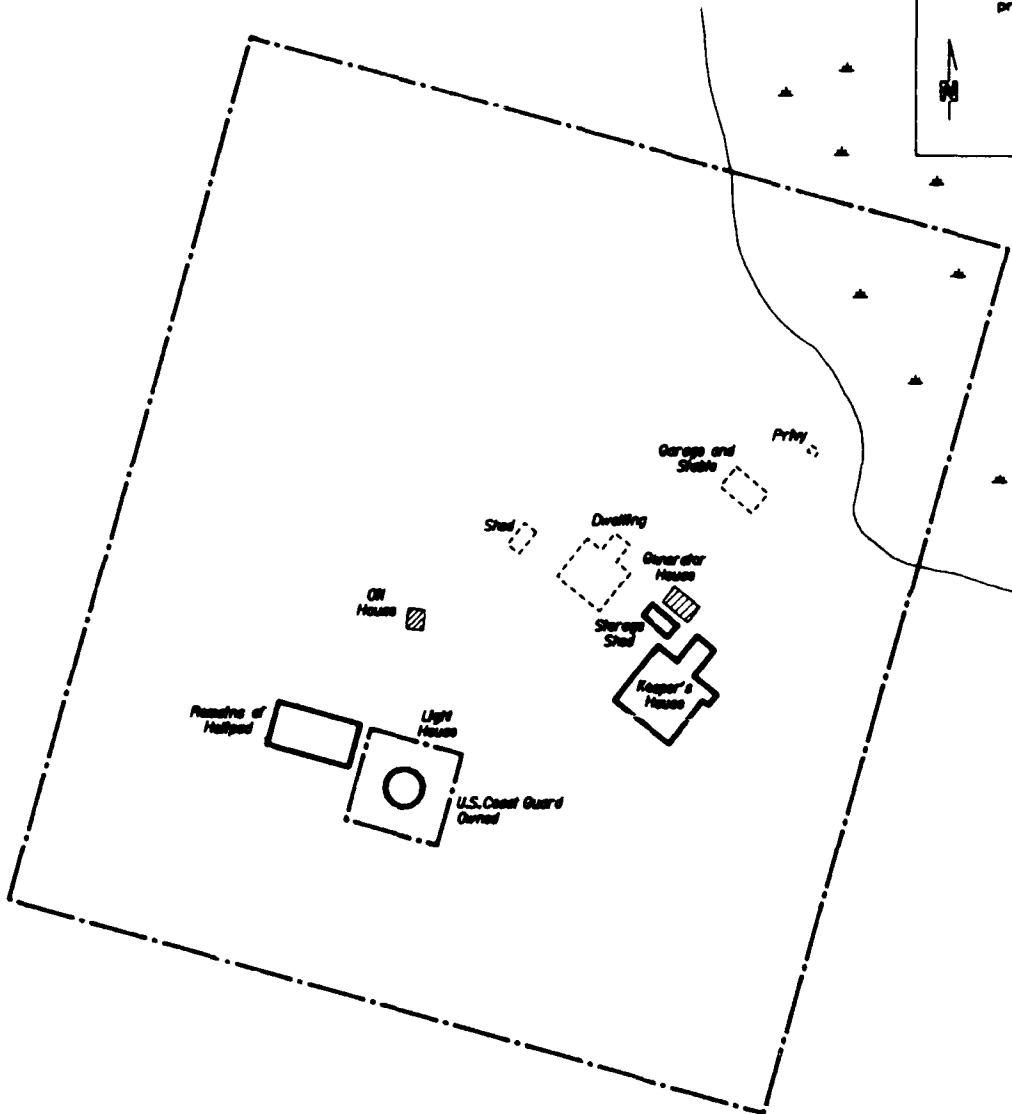 pr
N
Privy
Garage and
Stable
Shed
Dwelling
Generator
House
Oil
House
Storage
Shed
Keeper's
House
Remains of
Helipad
Light
House
U.S. Coast Guard
Owned